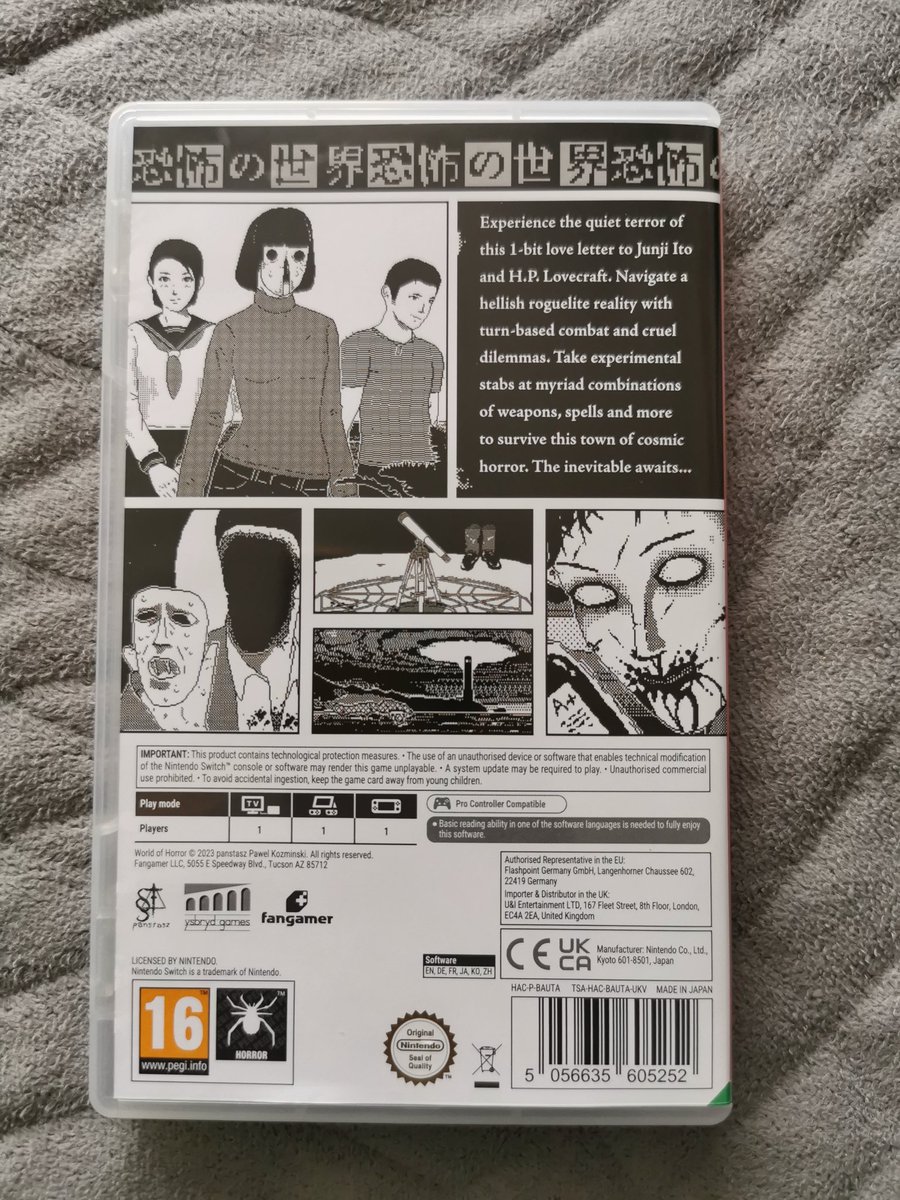 恐怖の世界恐怖の世界恐怖の
Experience the quiet terror of
this 1-bit love letter to Junji Ito
and H.P. Lovecraft. Navigate a
hellish roguelite reality with
turn-based combat and cruel
dilemmas. Take experimental
stabs at myriad combinations
of weapons, spells and more
to survive this town of cosmic
horror. The inevitable awaits...
A+
IMPORTANT: This product contains technological protection measures. • The use of an unauthorised device or software that enables technical modification
of the Nintendo Switch™ console or software may render this game unplayable. • A system update may be required to play. • Unauthorised commercial
use prohibited. • To avoid accidental ingestion, keep the game card away from young children.
Play mode TV
Players 1 1 1
Pro Controller Compatible
• Basic reading ability in one of the software languages is needed to fully enjoy
this software.
World of Horror © 2023 panstasz Pawel Kozminski. All rights reserved.
Fangamer LLC, 5055 E Speedway Blvd., Tucson AZ 85712
panstasz
ysbryd games
fangamer
Authorised Representative in the EU:
Flashpoint Germany GmbH, Langenhorner Chaussee 602,
22419 Germany
Importer & Distributor in the UK:
U&I Entertainment LTD, 167 Fleet Street, 8th Floor, London,
EC4A 2EA, United Kingdom
CE UK CA
Manufacturer: Nintendo Co., Ltd.,
Kyoto 601-8501, Japan
LICENSED BY NINTENDO.
Nintendo Switch is a trademark of Nintendo.
Software
EN, DE, FR, JA, KO, ZH
HAC-P-BAUTA TSA-HAC-BAUTA-UKV MADE IN JAPAN
16™
www.pegi.info
™
HORROR
Original
Nintendo
Seal of
Quality
™
5 056635 605252